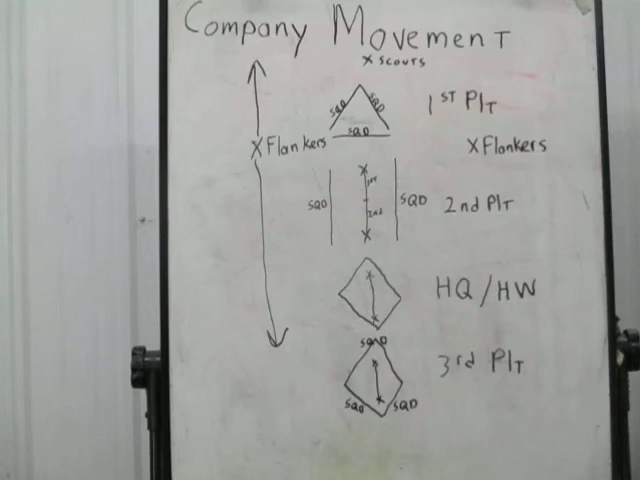 Company Movement
x scouts
SQD SQD 1ST PLT
SQD
X Flankers X Flankers
1st
SQD SQD 2nd PLT
2nd
HQ/HW
SQD
3rd PLT
SQD SQD